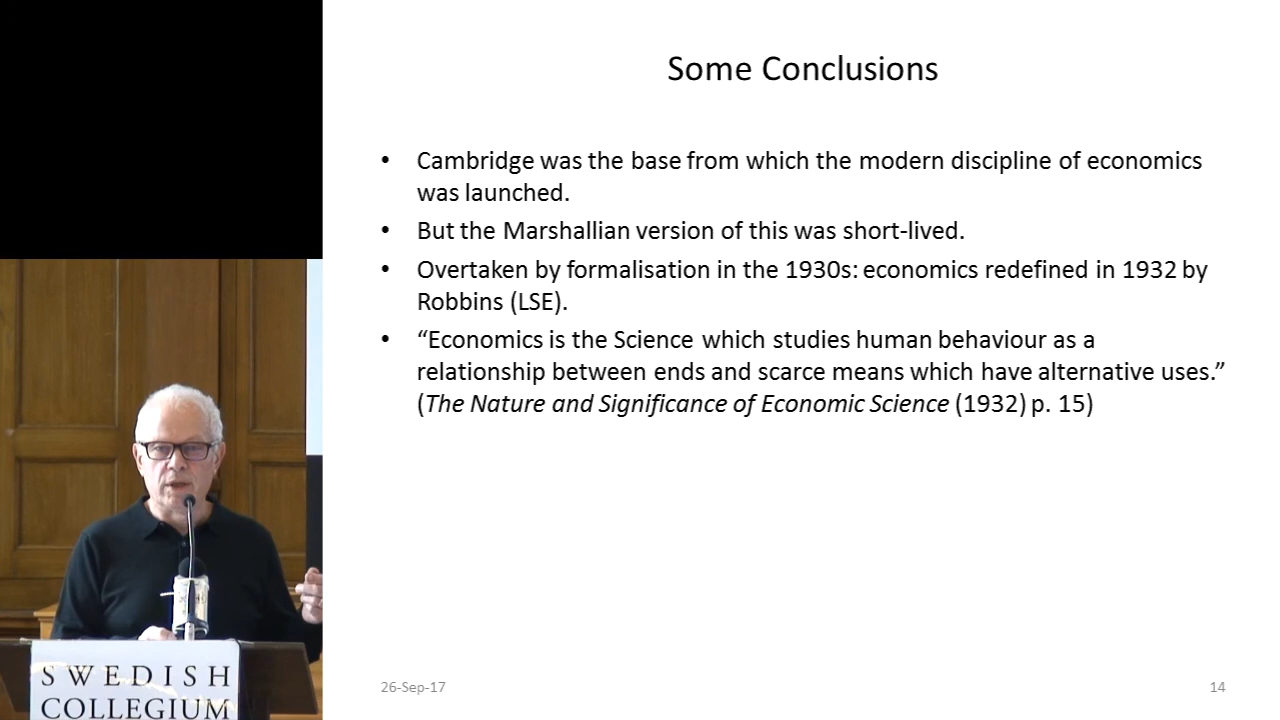 Some Conclusions
• Cambridge was the base from which the modern discipline of economics
was launched.
• But the Marshallian version of this was short-lived.
• Overtaken by formalisation in the 1930s: economics redefined in 1932 by
Robbins (LSE).
• “Economics is the Science which studies human behaviour as a
relationship between ends and scarce means which have alternative uses.”
(The Nature and Significance of Economic Science (1932) p. 15)
SWEDISH
COLLEGIUM
26-Sep-17
14